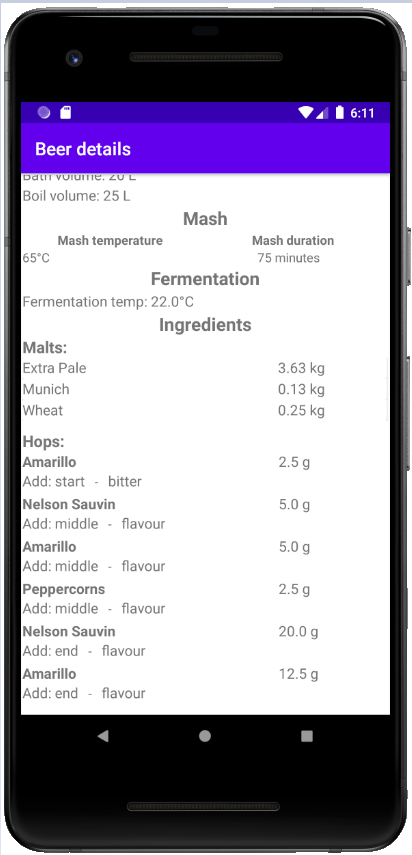 6:11
Beer details
Bath volume: 20 L
Boil volume: 25 L
Mash
Mash temperature Mash duration
65°C 75 minutes
Fermentation
Fermentation temp: 22.0°C
Ingredients
Malts:
Extra Pale 3.63 kg
Munich 0.13 kg
Wheat 0.25 kg
Hops:
Amarillo 2.5 g
Add: start - bitter
Nelson Sauvin 5.0 g
Add: middle - flavour
Amarillo 5.0 g
Add: middle - flavour
Peppercorns 2.5 g
Add: middle - flavour
Nelson Sauvin 20.0 g
Add: end - flavour
Amarillo 12.5 g
Add: end - flavour